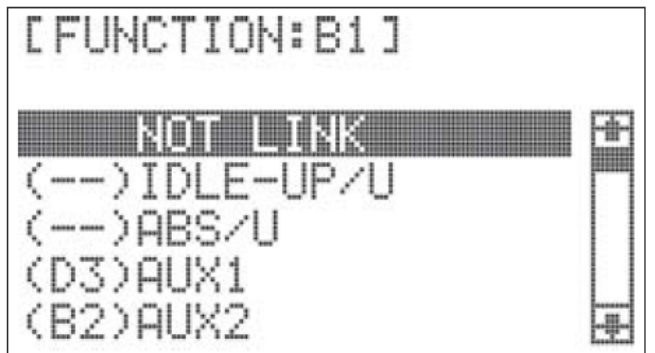 [FUNCTION:B1]
NOT LINK
(--)IDLE-UP/U
(--)ABS/U
(D3)AUX1
(B2)AUX2